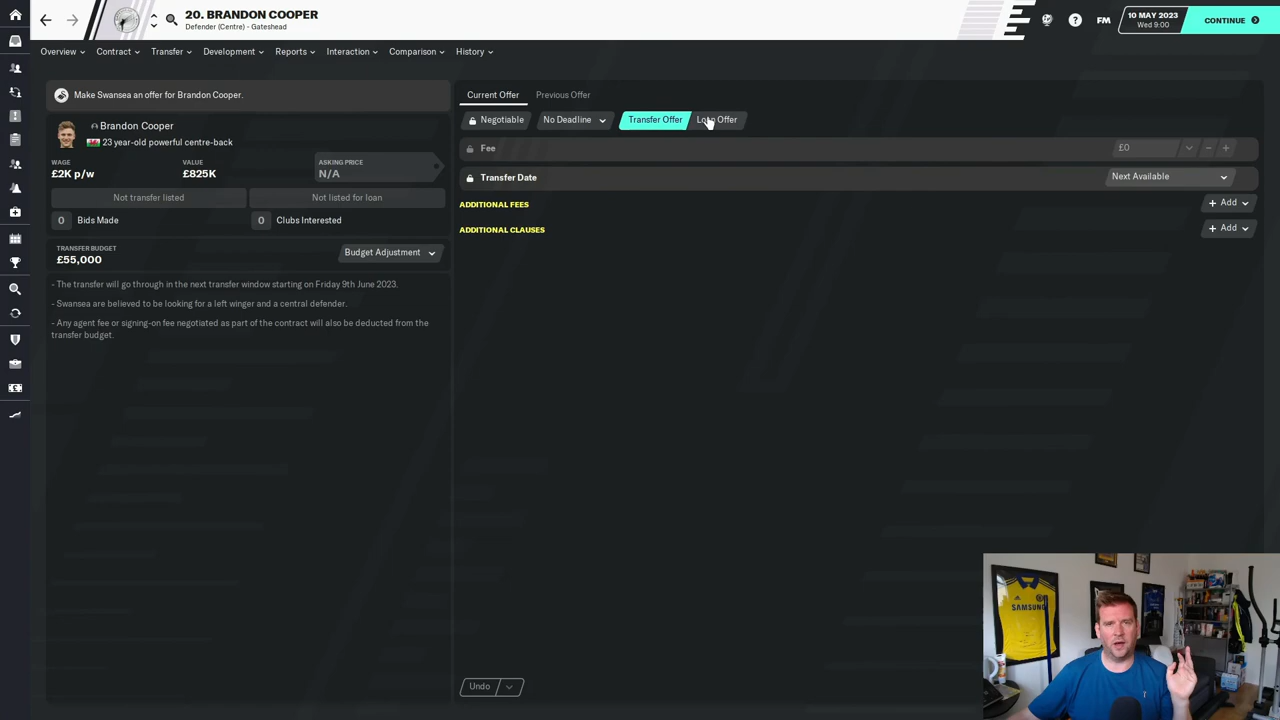 20. BRANDON COOPER
Defender (Centre) - Gateshead
FM
10 MAY 2023
Wed 9:00
CONTINUE
Overview
Contract
Transfer
Development
Reports
Interaction
Comparison
History
Make Swansea an offer for Brandon Cooper.
Brandon Cooper
23 year-old powerful centre-back
WAGE
£2K p/w
VALUE
£825K
ASKING PRICE
N/A
Not transfer listed
Not listed for loan
0 Bids Made
0 Clubs Interested
TRANSFER BUDGET
£55,000
Budget Adjustment
- The transfer will go through in the next transfer window starting on Friday 9th June 2023.
- Swansea are believed to be looking for a left winger and a central defender.
- Any agent fee or signing-on fee negotiated as part of the contract will also be deducted from the
transfer budget.
Current Offer
Previous Offer
Negotiable
No Deadline
Transfer Offer
Loan Offer
Fee
£0
Transfer Date
Next Available
ADDITIONAL FEES
Add
ADDITIONAL CLAUSES
Add
Undo
SAMSUNG